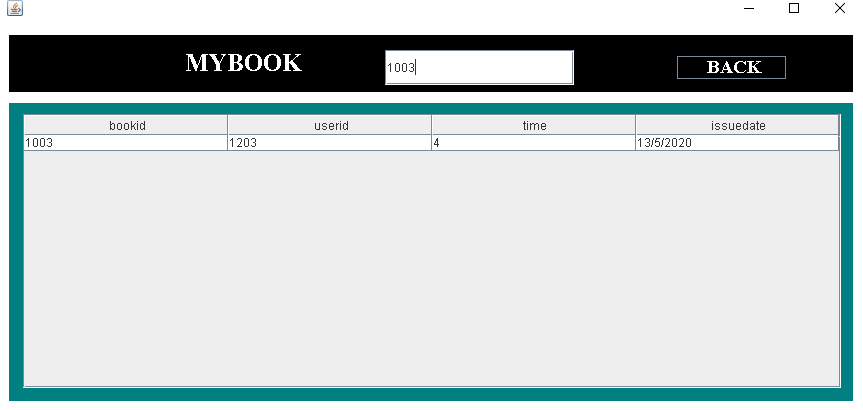 MYBOOK 1003 BACK
bookid userid time issuedate
1003 1203 4 13/5/2020